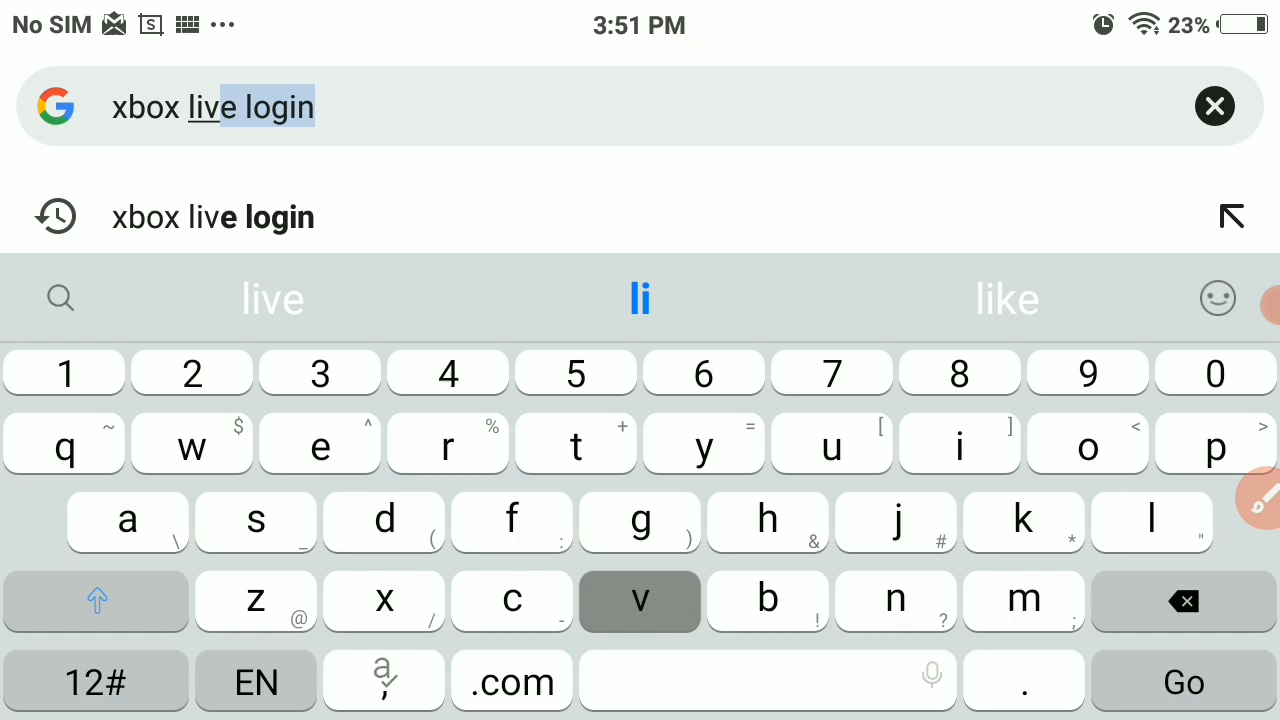 No SIM S ... 3:51 PM 23%
xbox live login
xbox live login
live li like
1 2 3 4 5 6 7 8 9 0
q ~ w $ e ^ r % t + y = u [ i ] o < p >
a \ s _ d ( f : g ) h & j # k * l "
z @ x / c - v b ! n ? m ;
12# EN a , .com . Go